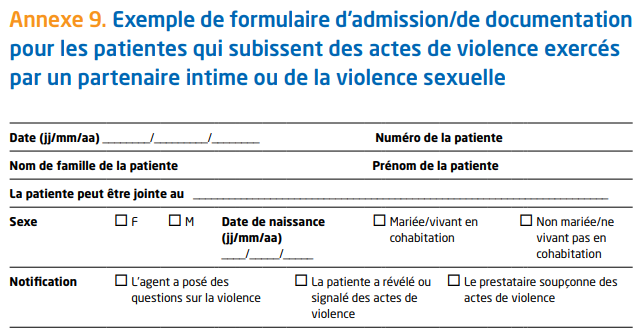 Annexe 9. Exemple de formulaire d'admission/de documentation
pour les patientes qui subissent des actes de violence exercés
par un partenaire intime ou de la violence sexuelle
Date (jj/mm/aa) ________/_________/________ Numéro de la patiente
Nom de famille de la patiente Prénom de la patiente
La patiente peut être jointe au ________________________________________
Sexe ☐ F ☐ M Date de naissance ☐ Mariée/vivant en ☐ Non mariée/ne
(jj/mm/aa) cohabitation vivant pas en
____/_____/_____ cohabitation
Notification ☐ L'agent a posé des ☐ La patiente a révélé ou ☐ Le prestataire soupçonne des
questions sur la violence signalé des actes de actes de violence
violence